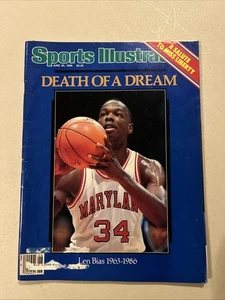 Sports Illustrated
A SALUTE
TO MISS LIBERTY
DEATH OF A DREAM
MARYLAND
34
Len Bias 1963-1986